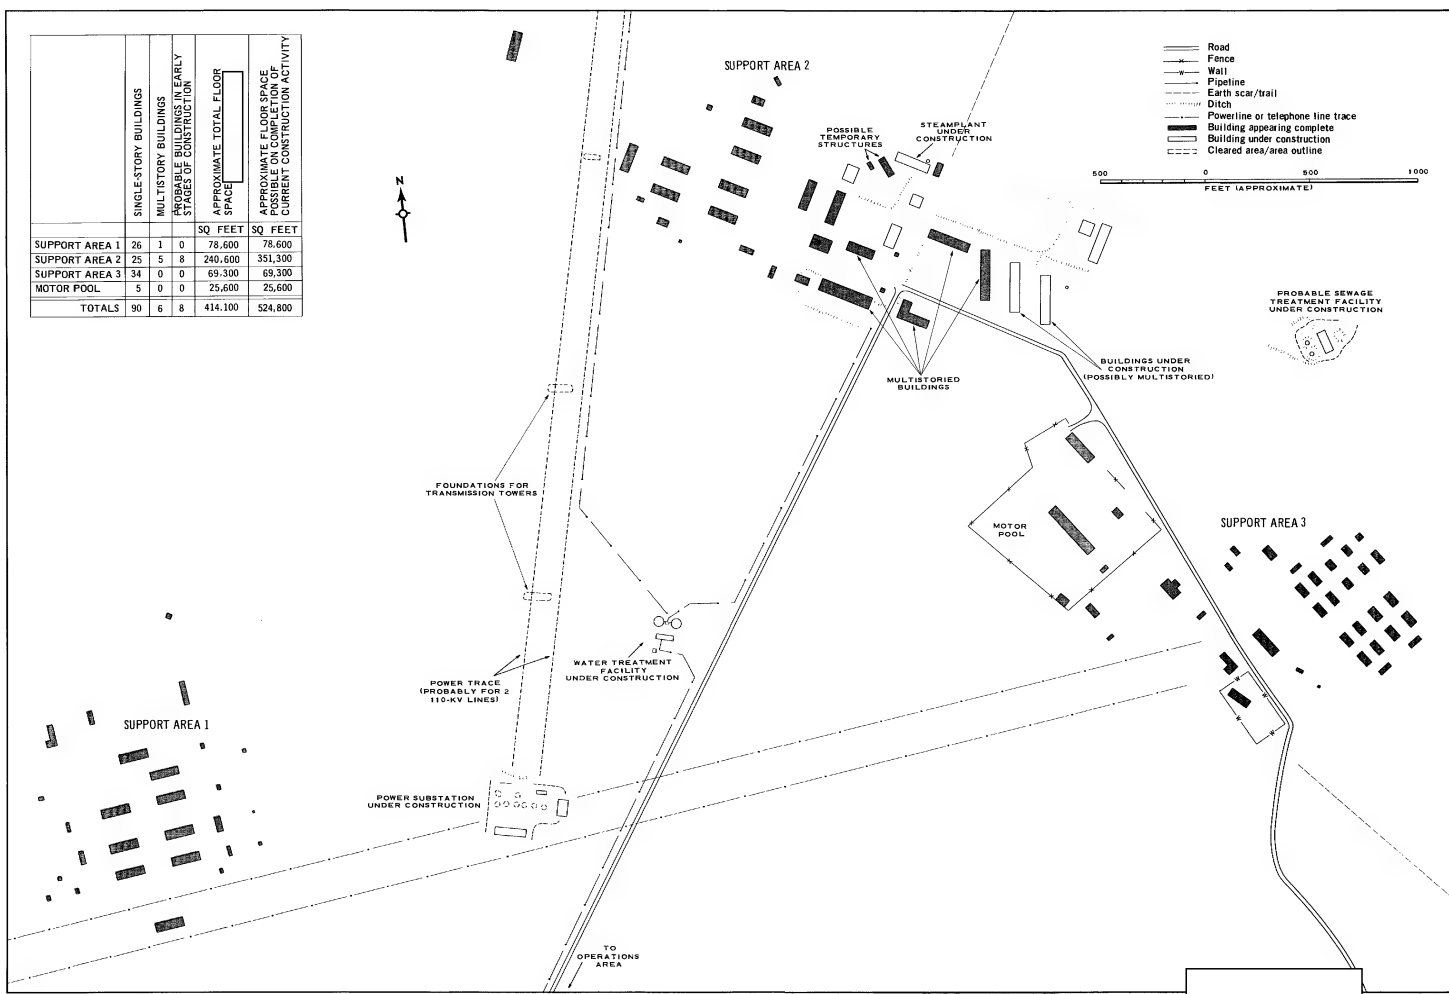 SINGLE-STORY BUILDINGS
MULTISTORY BUILDINGS
PROBABLE BUILDINGS IN EARLY
STAGES OF CONSTRUCTION
APPROXIMATE TOTAL FLOOR
SPACE
APPROXIMATE FLOOR SPACE
POSSIBLE ON COMPLETION OF
CURRENT CONSTRUCTION ACTIVITY
SQ FEET SQ FEET
SUPPORT AREA 1 26 1 0 78,600 78,600
SUPPORT AREA 2 25 5 8 240,600 351,300
SUPPORT AREA 3 34 0 0 69,300 69,300
MOTOR POOL 5 0 0 25,600 25,600
TOTALS 90 6 8 414,100 524,800
N
SUPPORT AREA 2
POSSIBLE
TEMPORARY
STRUCTURES
STEAMPLANT
UNDER
CONSTRUCTION
Road
Fence
W Wall
Pipeline
Earth scar/trail
Ditch
Powerline or telephone line trace
Building appearing complete
Building under construction
Cleared area/area outline
500 0 500 1000
FEET (APPROXIMATE)
PROBABLE SEWAGE
TREATMENT FACILITY
UNDER CONSTRUCTION
MULTISTORIED
BUILDINGS
BUILDINGS UNDER
CONSTRUCTION
(POSSIBLY MULTISTORIED)
FOUNDATIONS FOR
TRANSMISSION TOWERS
MOTOR
POOL
SUPPORT AREA 3
WATER TREATMENT
FACILITY
UNDER CONSTRUCTION
POWER TRACE
(PROBABLY FOR 2
110-KV LINES)
W
W
W
W
SUPPORT AREA 1
POWER SUBSTATION
UNDER CONSTRUCTION
TO
OPERATIONS
AREA